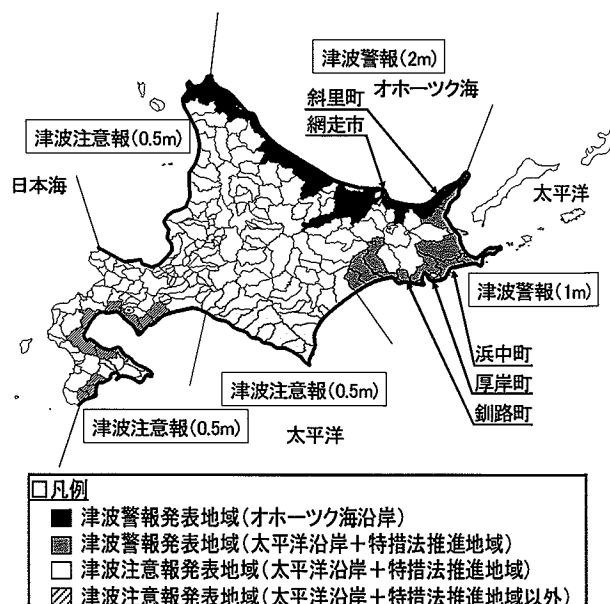 津波警報(2m)
オホーツク海
斜里町
網走市
津波注意報(0.5m)
日本海
太平洋
津波警報(1m)
浜中町
厚岸町
釧路町
津波注意報(0.5m)
津波注意報(0.5m)
太平洋
□凡例
津波警報発表地域(オホーツク海沿岸)
津波警報発表地域(太平洋沿岸+特措法推進地域)
津波注意報発表地域(太平洋沿岸+特措法推進地域)
津波注意報発表地域(太平洋沿岸+特措法推進地域以外)